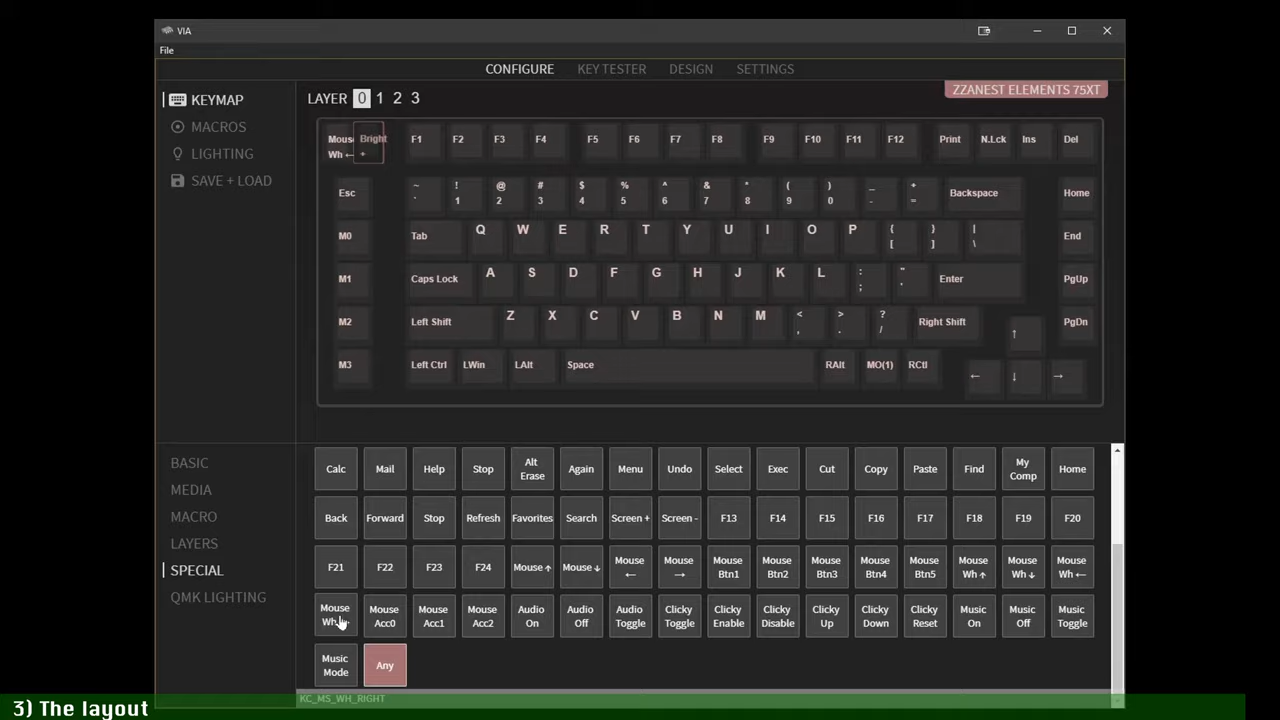 VIA
File
CONFIGURE KEY TESTER DESIGN SETTINGS
KEYMAP
MACROS
LIGHTING
SAVE + LOAD
LAYER 0 1 2 3
ZZANEST ELEMENTS 75XT
Mouse Wh ← Bright + F1 F2 F3 F4 F5 F6 F7 F8 F9 F10 F11 F12 Print N.Lck Ins Del
Esc ~ ` ! 1 @ 2 # 3 $ 4 % 5 ^ 6 & 7 * 8 ( 9 ) 0 _ - + = Backspace Home
M0 Tab Q W E R T Y U I O P { [ } ] | \ End
M1 Caps Lock A S D F G H J K L : ; " ' Enter PgUp
M2 Left Shift Z X C V B N M < , > . ? / Right Shift ↑ PgDn
M3 Left Ctrl LWin LAlt Space RAlt MO(1) RCtl ← ↓ →
BASIC
MEDIA
MACRO
LAYERS
SPECIAL
QMK LIGHTING
Calc Mail Help Stop Alt Erase Again Menu Undo Select Exec Cut Copy Paste Find My Comp Home
Back Forward Stop Refresh Favorites Search Screen + Screen - F13 F14 F15 F16 F17 F18 F19 F20
F21 F22 F23 F24 Mouse ↑ Mouse ↓ Mouse ← Mouse → Mouse Btn1 Mouse Btn2 Mouse Btn3 Mouse Btn4 Mouse Btn5 Mouse Wh ↑ Mouse Wh ↓ Mouse Wh ←
Mouse Wh Mouse Acc0 Mouse Acc1 Mouse Acc2 Audio On Audio Off Audio Toggle Clicky Toggle Clicky Enable Clicky Disable Clicky Up Clicky Down Clicky Reset Music On Music Off Music Toggle
Music Mode Any
KC_MS_WH_RIGHT
3) The layout